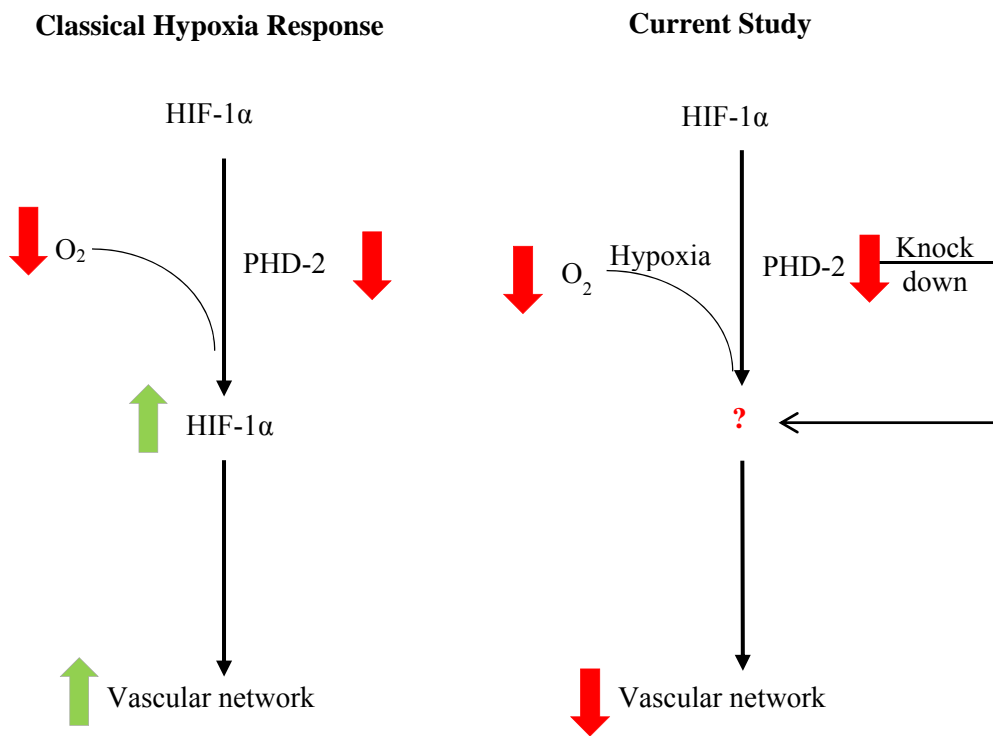 Classical Hypoxia Response
HIF-1α
O₂
PHD-2
HIF-1α
Vascular network
Current Study
HIF-1α
O₂
Hypoxia
PHD-2
Knock
down
?
Vascular network